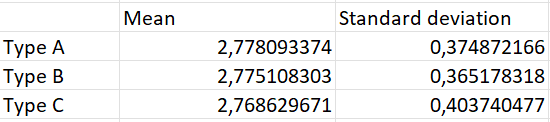 Mean Standard deviation
Type A 2,778093374 0,374872166
Type B 2,775108303 0,365178318
Type C 2,768629671 0,403740477